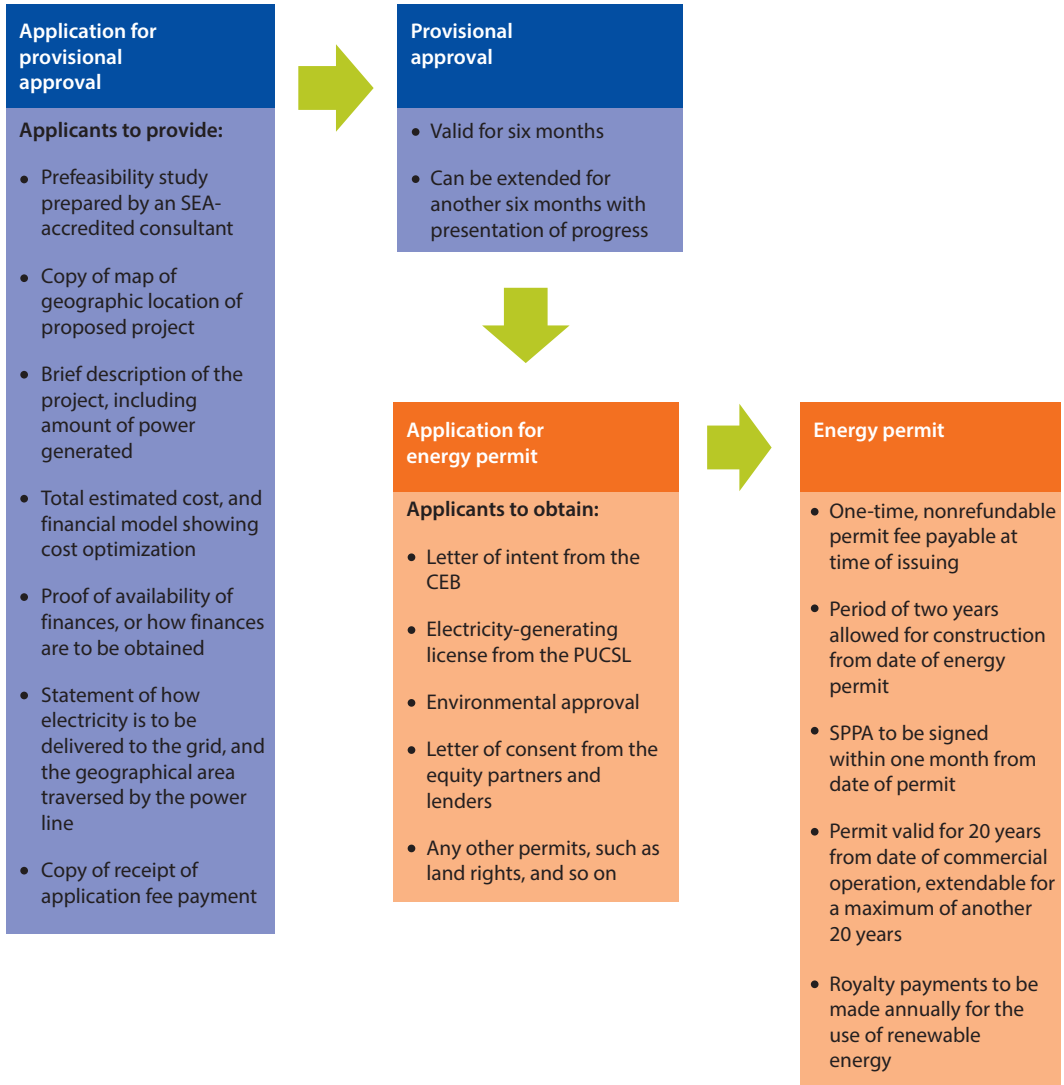 Application for
provisional
approval
Applicants to provide:
• Prefeasibility study
prepared by an SEA-
accredited consultant
• Copy of map of
geographic location of
proposed project
• Brief description of the
project, including
amount of power
generated
• Total estimated cost, and
financial model showing
cost optimization
• Proof of availability of
finances, or how finances
are to be obtained
• Statement of how
electricity is to be
delivered to the grid, and
the geographical area
traversed by the power
line
• Copy of receipt of
application fee payment
Provisional
approval
• Valid for six months
• Can be extended for
another six months with
presentation of progress
Application for
energy permit
Applicants to obtain:
• Letter of intent from the
CEB
• Electricity-generating
license from the PUCSL
• Environmental approval
• Letter of consent from the
equity partners and
lenders
• Any other permits, such as
land rights, and so on
Energy permit
• One-time, nonrefundable
permit fee payable at
time of issuing
• Period of two years
allowed for construction
from date of energy
permit
• SPPA to be signed
within one month from
date of permit
• Permit valid for 20 years
from date of commercial
operation, extendable for
a maximum of another
20 years
• Royalty payments to be
made annually for the
use of renewable
energy